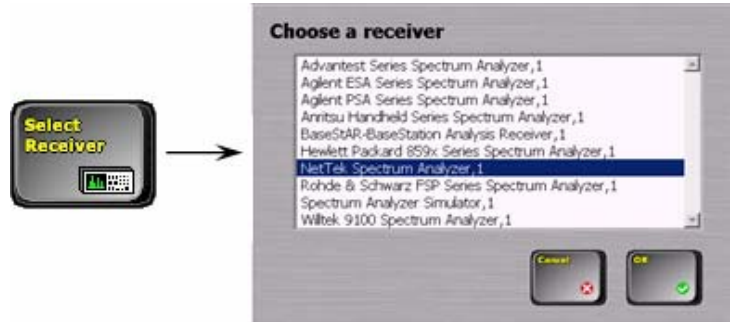 Select
Receiver
Choose a receiver
Advantest Series Spectrum Analyzer,1
Agilent ESA Series Spectrum Analyzer,1
Agilent PSA Series Spectrum Analyzer,1
Anritsu Handheld Series Spectrum Analyzer,1
BaseStAR-BaseStation Analysis Receiver,1
Hewlett Packard 859x Series Spectrum Analyzer,1
NetTek Spectrum Analyzer,1
Rohde & Schwarz FSP Series Spectrum Analyzer,1
Spectrum Analyzer Simulator,1
Wiltek 9100 Spectrum Analyzer,1
Cancel
OK